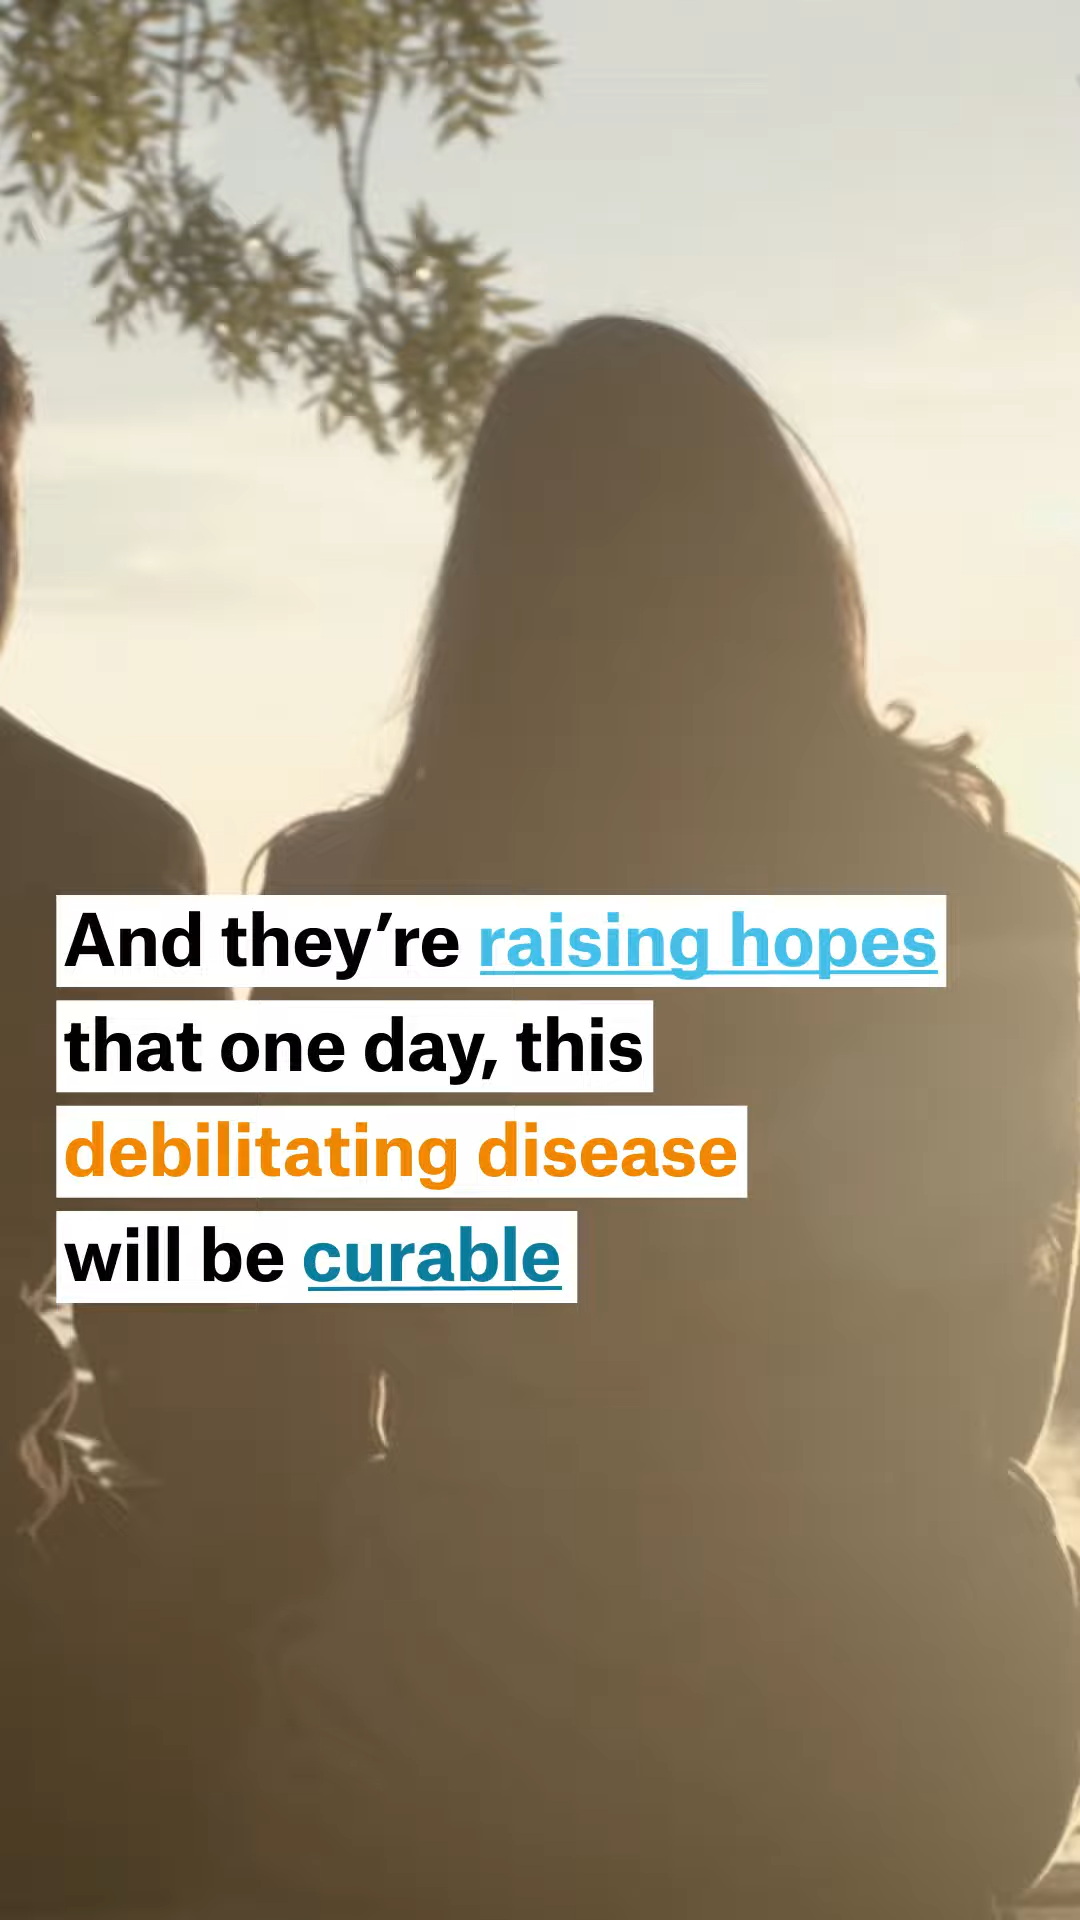 And they’re raising hopes
that one day, this
debilitating disease
will be curable